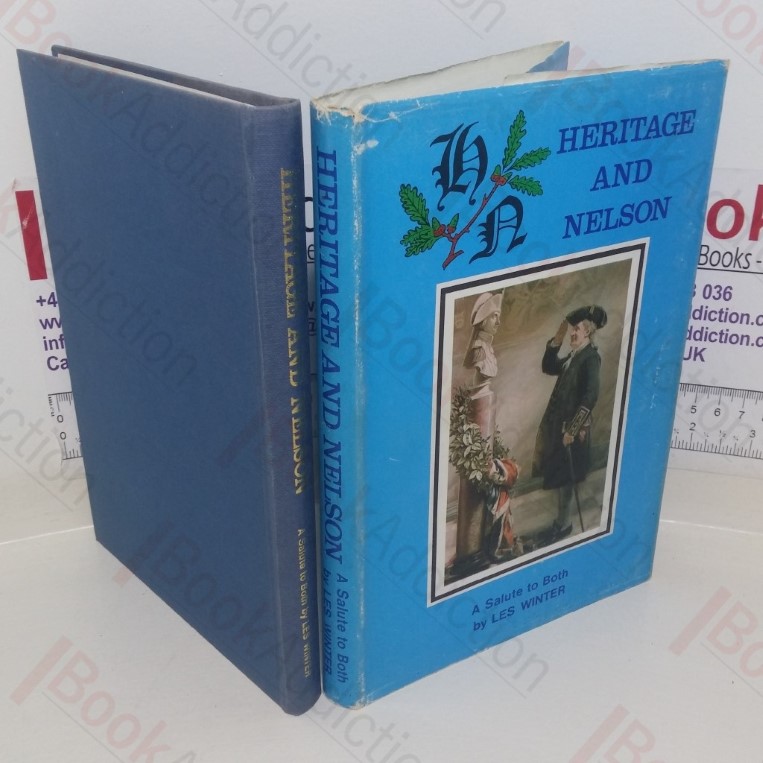 HERITAGE AND NELSON
A Salute to Both by LES WINTER
HERITAGE AND NELSON
A Salute to Both
by LES WINTER
H
N
HERITAGE
AND
NELSON
A Salute to Both
by LES WINTER
Books -
036
UK
BookAddiction